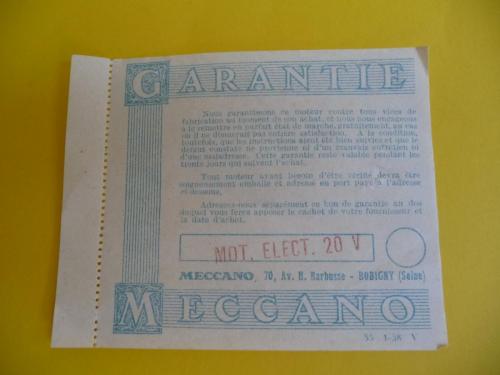 GARANTIE
Nous garantissons ce moteur contre tous vices de
fabrication au moment de son achat, et nous nous engageons
à le remettre en parfait état de marche, gratuitement, au cas
où il ne donnerait pas entière satisfaction. A la condition,
toutefois, que les instructions aient été bien suivies et que le
défaut constaté ne provienne ni d'un mauvais entretien ni
d'une maladresse. Cette garantie reste valable pendant les
trente jours qui suivent l'achat.
Tout moteur ayant besoin d'être vérifié devra être
soigneusement emballé et adressé en port payé à l'adresse
ci-dessous.
Adressez-nous séparément ce bon de garantie au dos
duquel vous ferez apposer le cachet de votre fournisseur et
la date d'achat.
MOT. ELECT. 20 V
MECCANO, 70, Av. H. Barbusse - BOBIGNY (Seine)
MECCANO